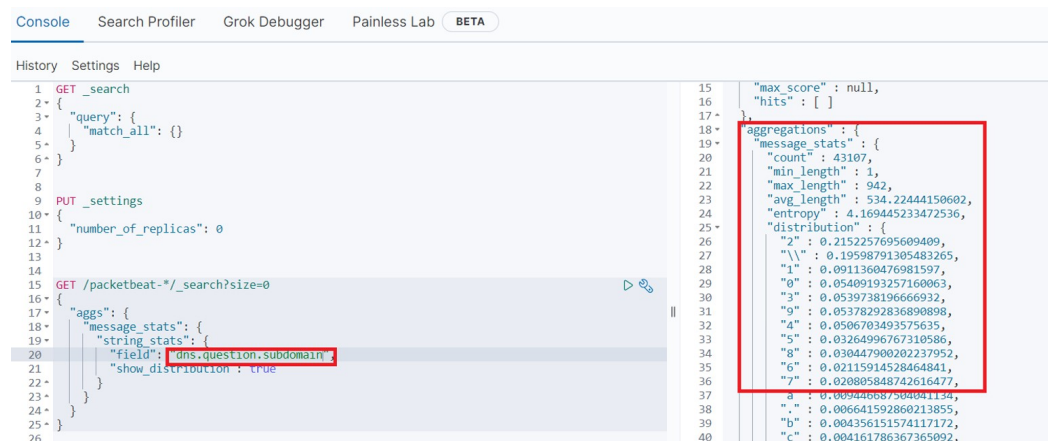 Console Search Profiler Grok Debugger Painless Lab BETA
History Settings Help
1 GET _search
2 {
3 "query": {
4 "match_all": {}
5 }
6 }
7
8
9 PUT _settings
10 {
11 "number_of_replicas": 0
12 }
13
14
15 GET /packetbeat-*/_search?size=0
16 {
17 "aggs": {
18 "message_stats": {
19 "string_stats": {
20 "field": "dns.question.subdomain",
21 "show_distribution": true
22 }
23 }
24 }
25 }
26
15 "max_score" : null,
16 "hits" : [ ]
17 },
18 "aggregations" : {
19 "message_stats" : {
20 "count" : 43107,
21 "min_length" : 1,
22 "max_length" : 942,
23 "avg_length" : 534.22444150602,
24 "entropy" : 4.169445233472536,
25 "distribution" : {
26 "2" : 0.2152257695609409,
27 "\\" : 0.19598791305483265,
28 "1" : 0.0911360476981597,
29 "0" : 0.05409193257160063,
30 "3" : 0.0539738196666932,
31 "9" : 0.05378292836890898,
32 "4" : 0.0506703493575635,
33 "5" : 0.03264996767310586,
34 "8" : 0.030447900202237952,
35 "6" : 0.02115914528464841,
36 "7" : 0.020805848742616477,
37 "a" : 0.009446687504041134,
38 "." : 0.006641592860213855,
39 "b" : 0.004356151574117172,
40 "c" : 0.004161786367365092,